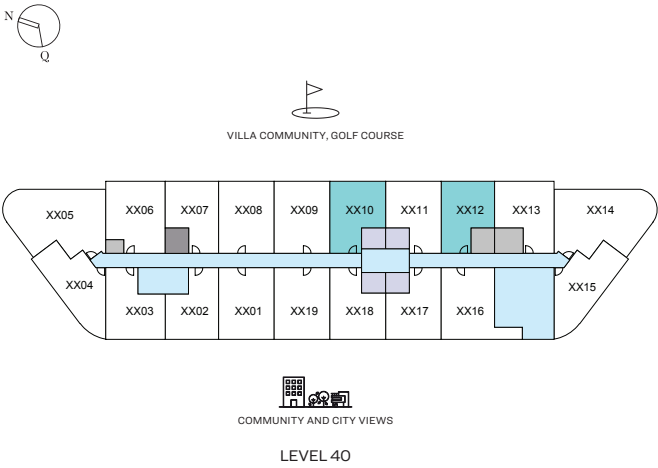 N
Q
VILLA COMMUNITY, GOLF COURSE
XX05 XX06 XX07 XX08 XX09 XX10 XX11 XX12 XX13 XX14
XX04 XX03 XX02 XX01 XX19 XX18 XX17 XX16 XX15
COMMUNITY AND CITY VIEWS
LEVEL 40